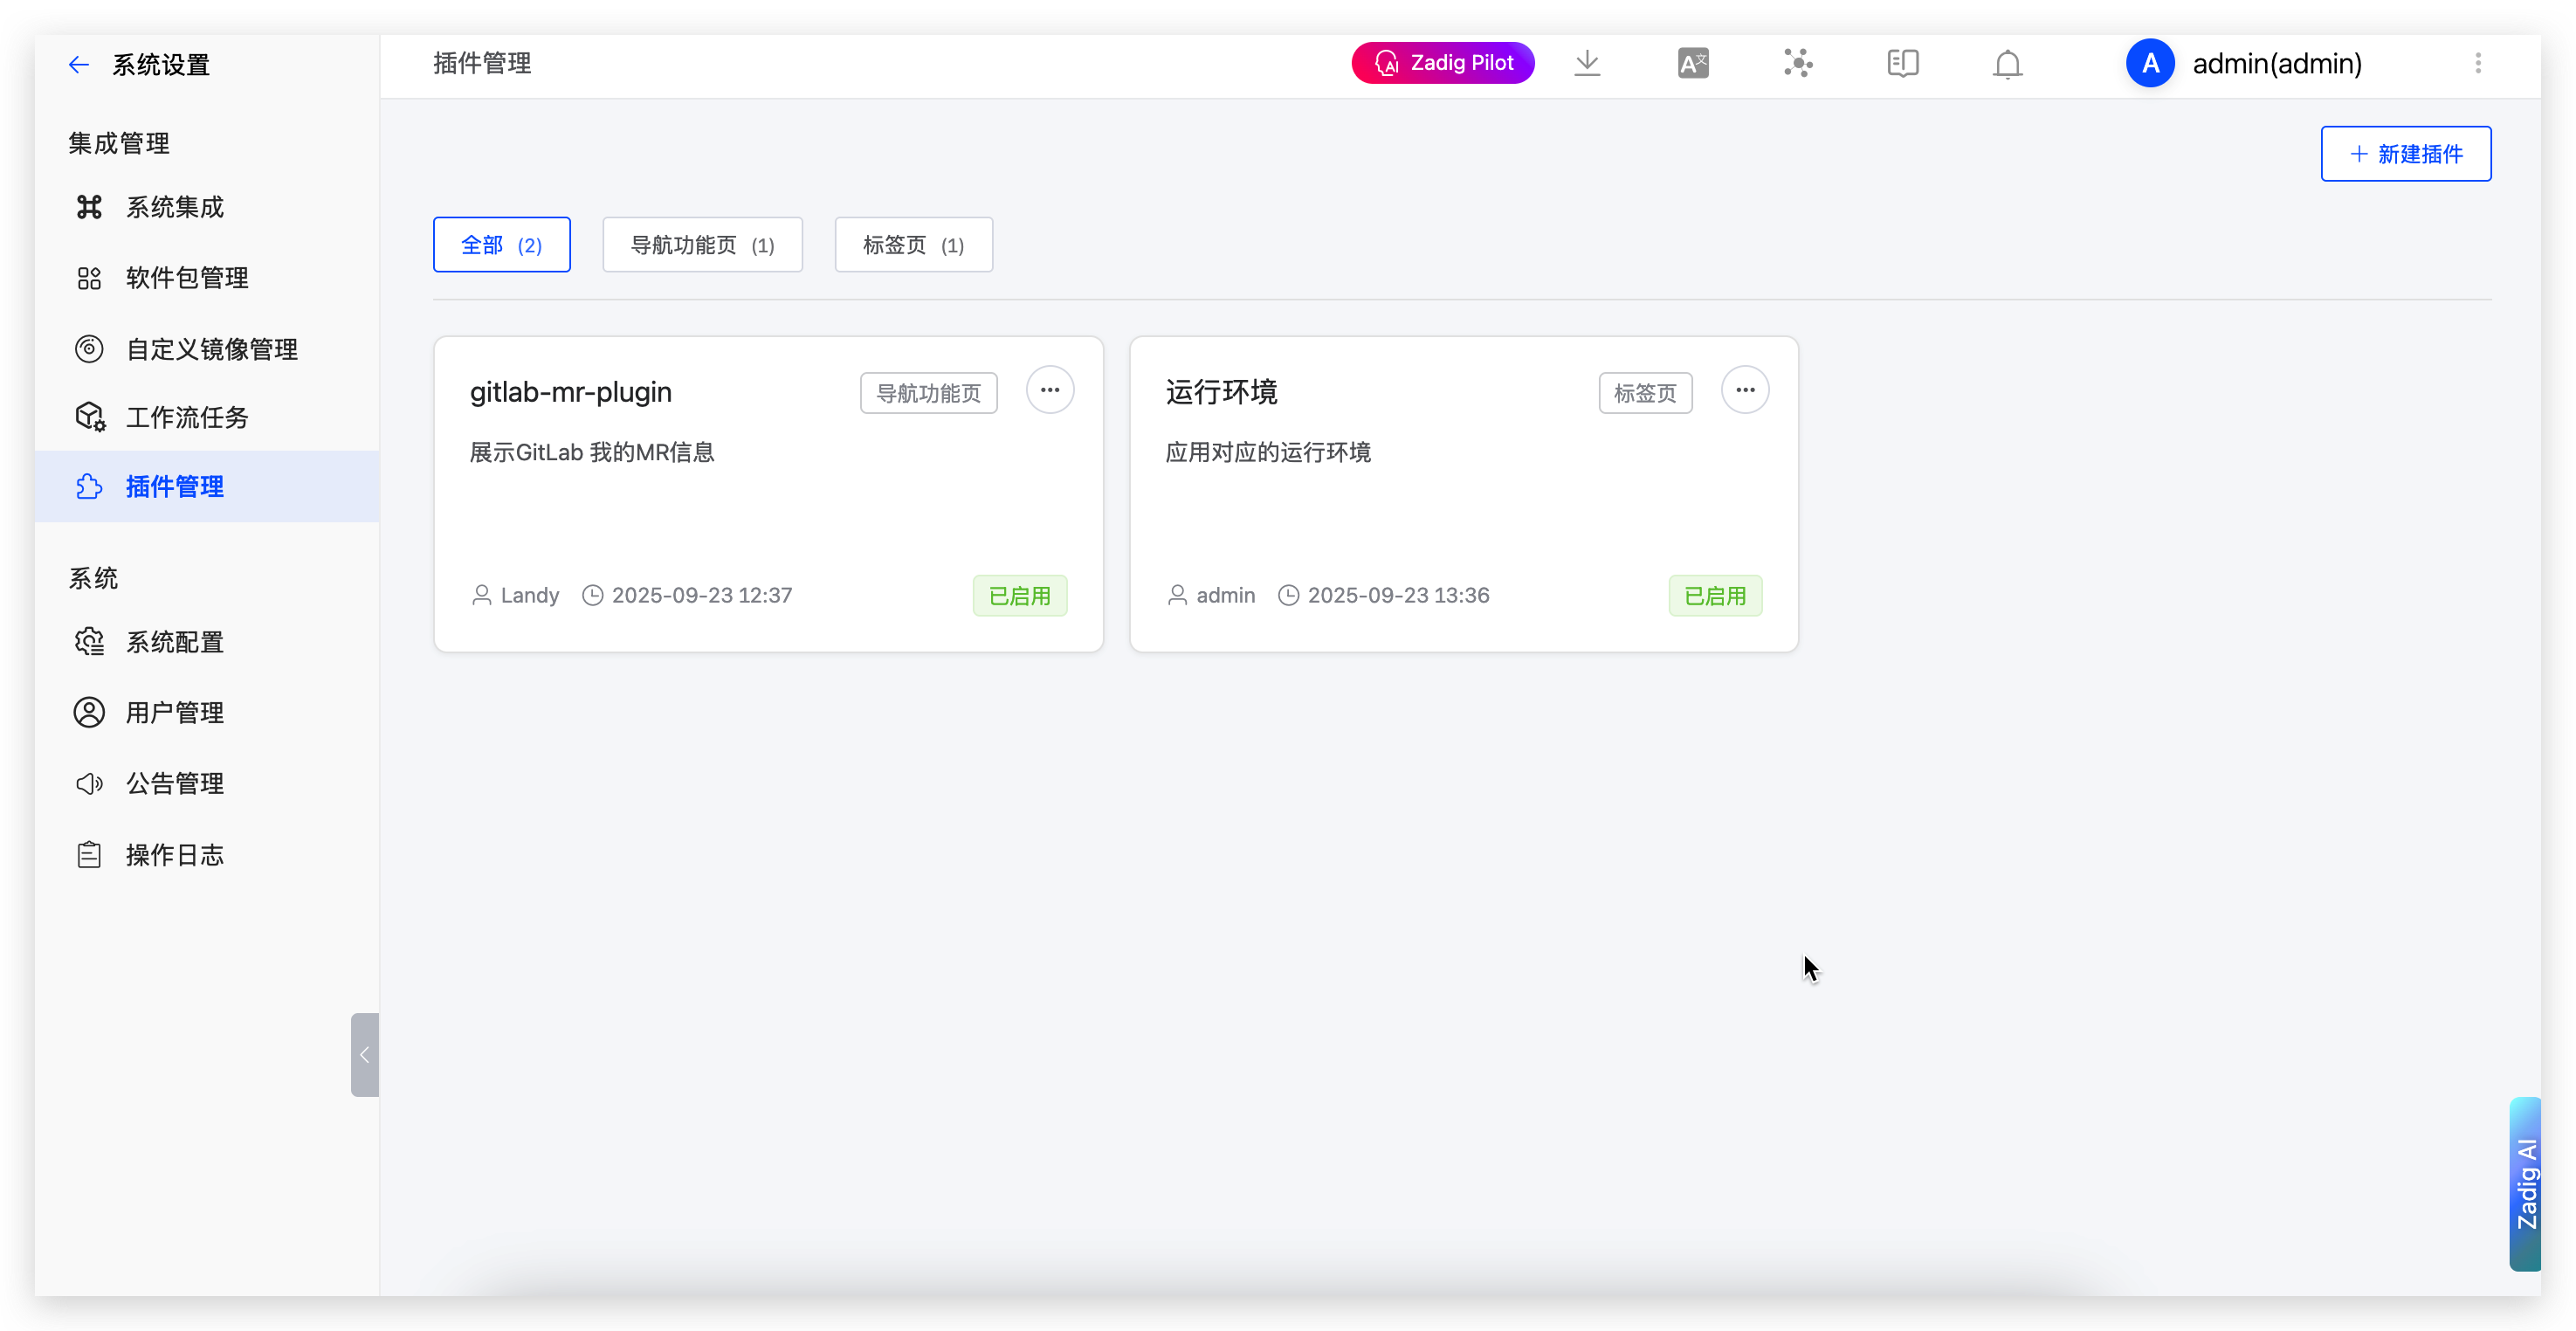 系统设置
集成管理
系统集成
软件包管理
自定义镜像管理
工作流任务
插件管理
系统
系统配置
用户管理
公告管理
操作日志
插件管理
AI Zadig Pilot
A文
A admin(admin)
+ 新建插件
全部 (2) 导航功能页 (1) 标签页 (1)
gitlab-mr-plugin 导航功能页
展示GitLab 我的MR信息
Landy 2025-09-23 12:37 已启用
运行环境 标签页
应用对应的运行环境
admin 2025-09-23 13:36 已启用
Zadig AI